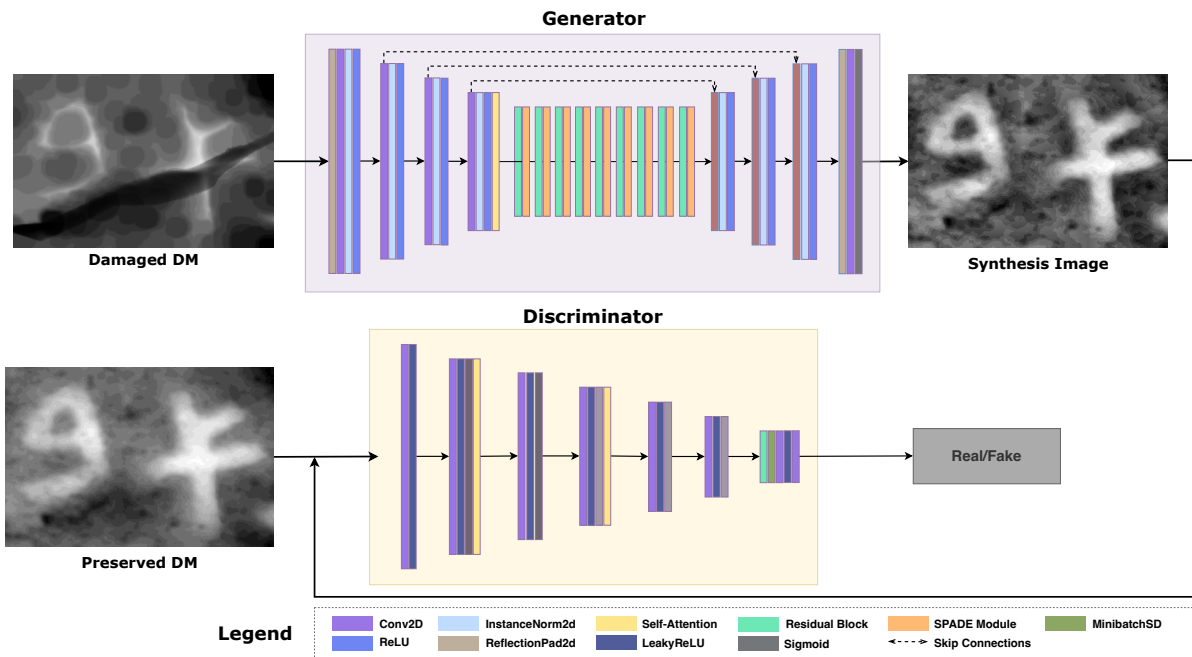 Generator
Damaged DM
Synthesis Image
Discriminator
Preserved DM
Real/Fake
Legend
Conv2D
InstanceNorm2d
Self-Attention
Residual Block
SPADE Module
MinibatchSD
ReLU
ReflectionPad2d
LeakyReLU
Sigmoid
Skip Connections